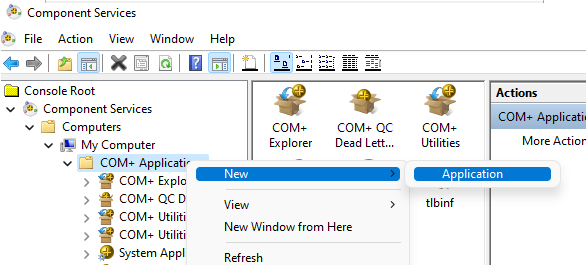 Component Services
File Action View Window Help
Console Root
Component Services
Computers
My Computer
COM+ Applicatio
COM+ Explo
COM+ QC D
COM+ Utiliti
COM+ Utiliti
System Appl
COM+
Explorer
COM+ QC
Dead Lett...
COM+
Utilities
tlbinf
New
View
New Window from Here
Refresh
Application
Actions
COM+ Applicatio
More Action